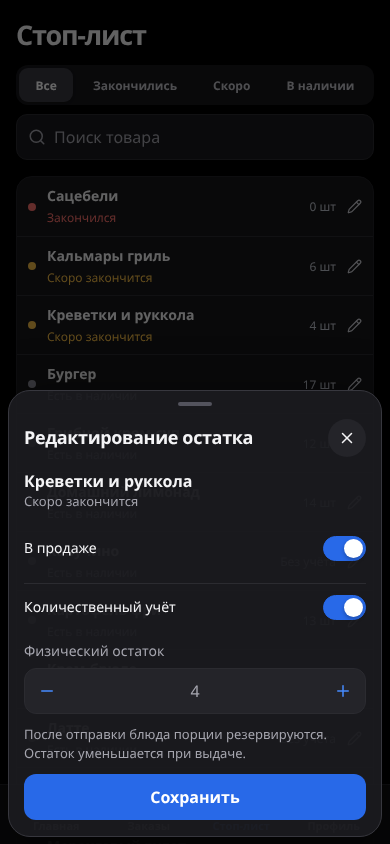 Стоп-лист
Все Закончились Скоро В наличии
Поиск товара
Сацебели
0 шт
Закончился
Кальмары гриль
6 шт
Скоро закончится
Креветки и руккола
4 шт
Скоро закончится
Бургер
17 шт
Есть в наличии
Редактирование остатка
Креветки и руккола
Скоро закончится
В продаже
Количественный учёт
Физический остаток
4
После отправки блюда порции резервируются.
Остаток уменьшается при выдаче.
Сохранить